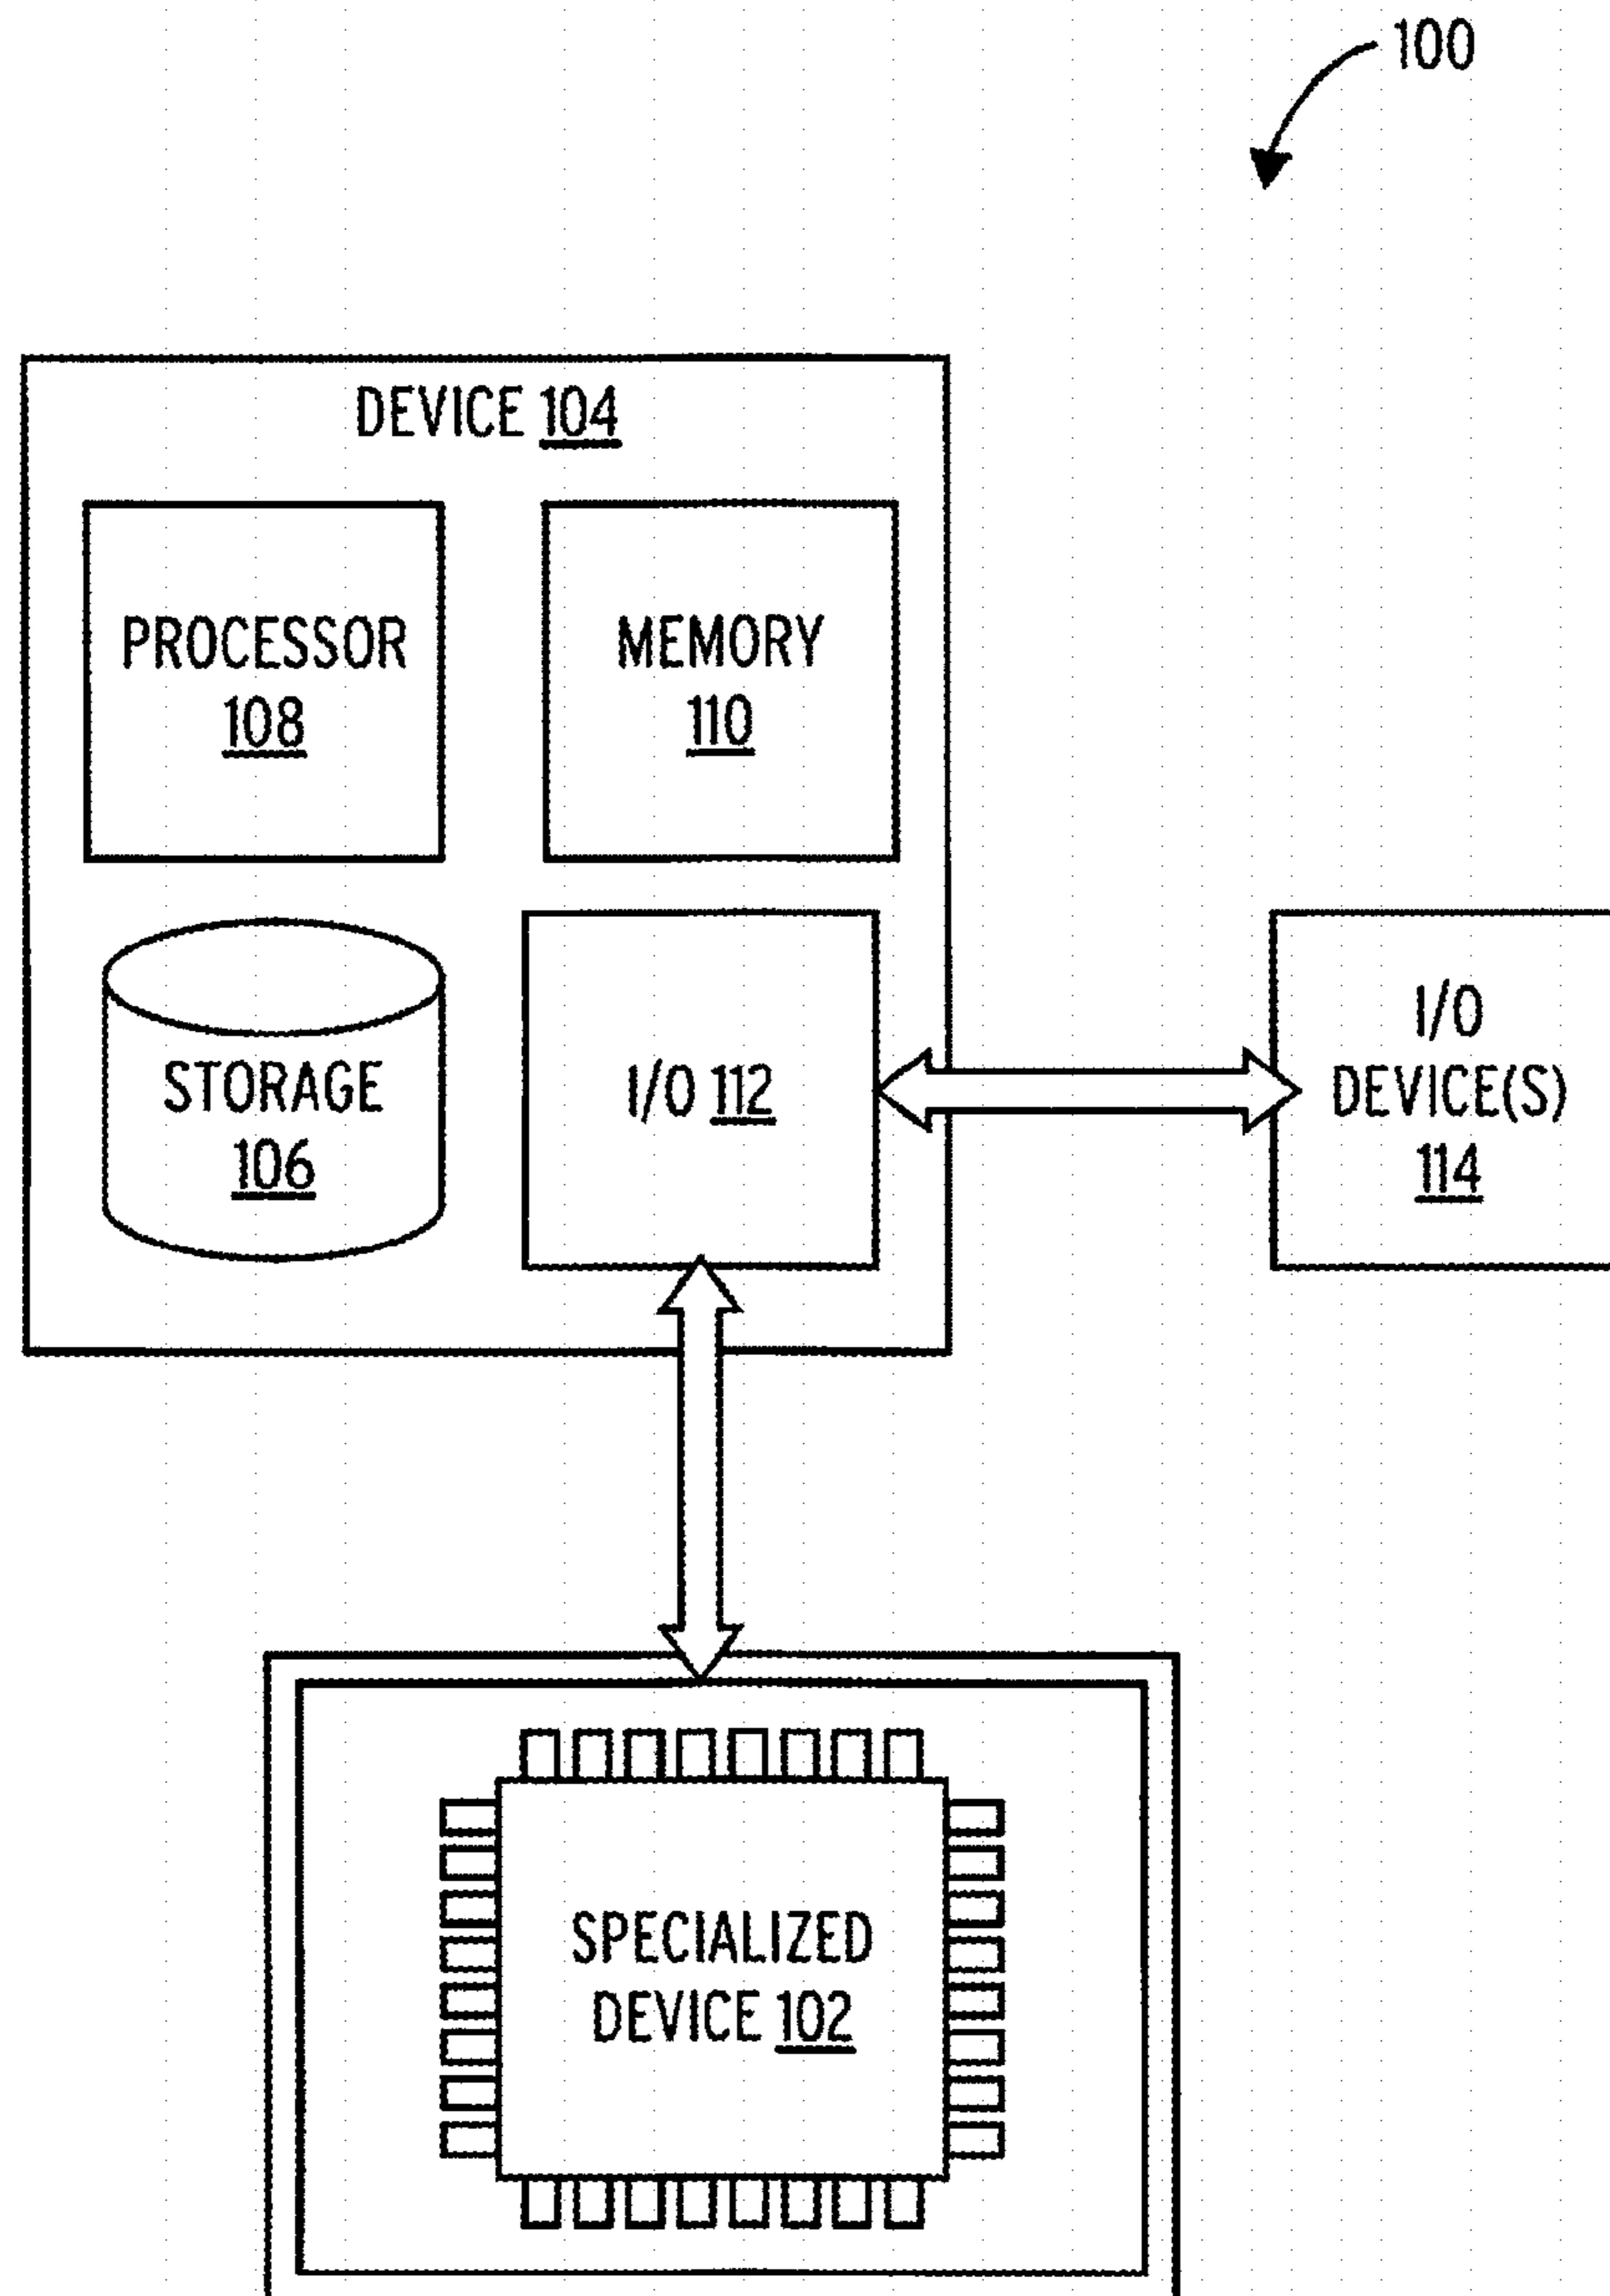 100
DEVICE 104
PROCESSOR
108
MEMORY
110
STORAGE
106
I/O 112
I/O
DEVICE(S)
114
SPECIALIZED
DEVICE 102